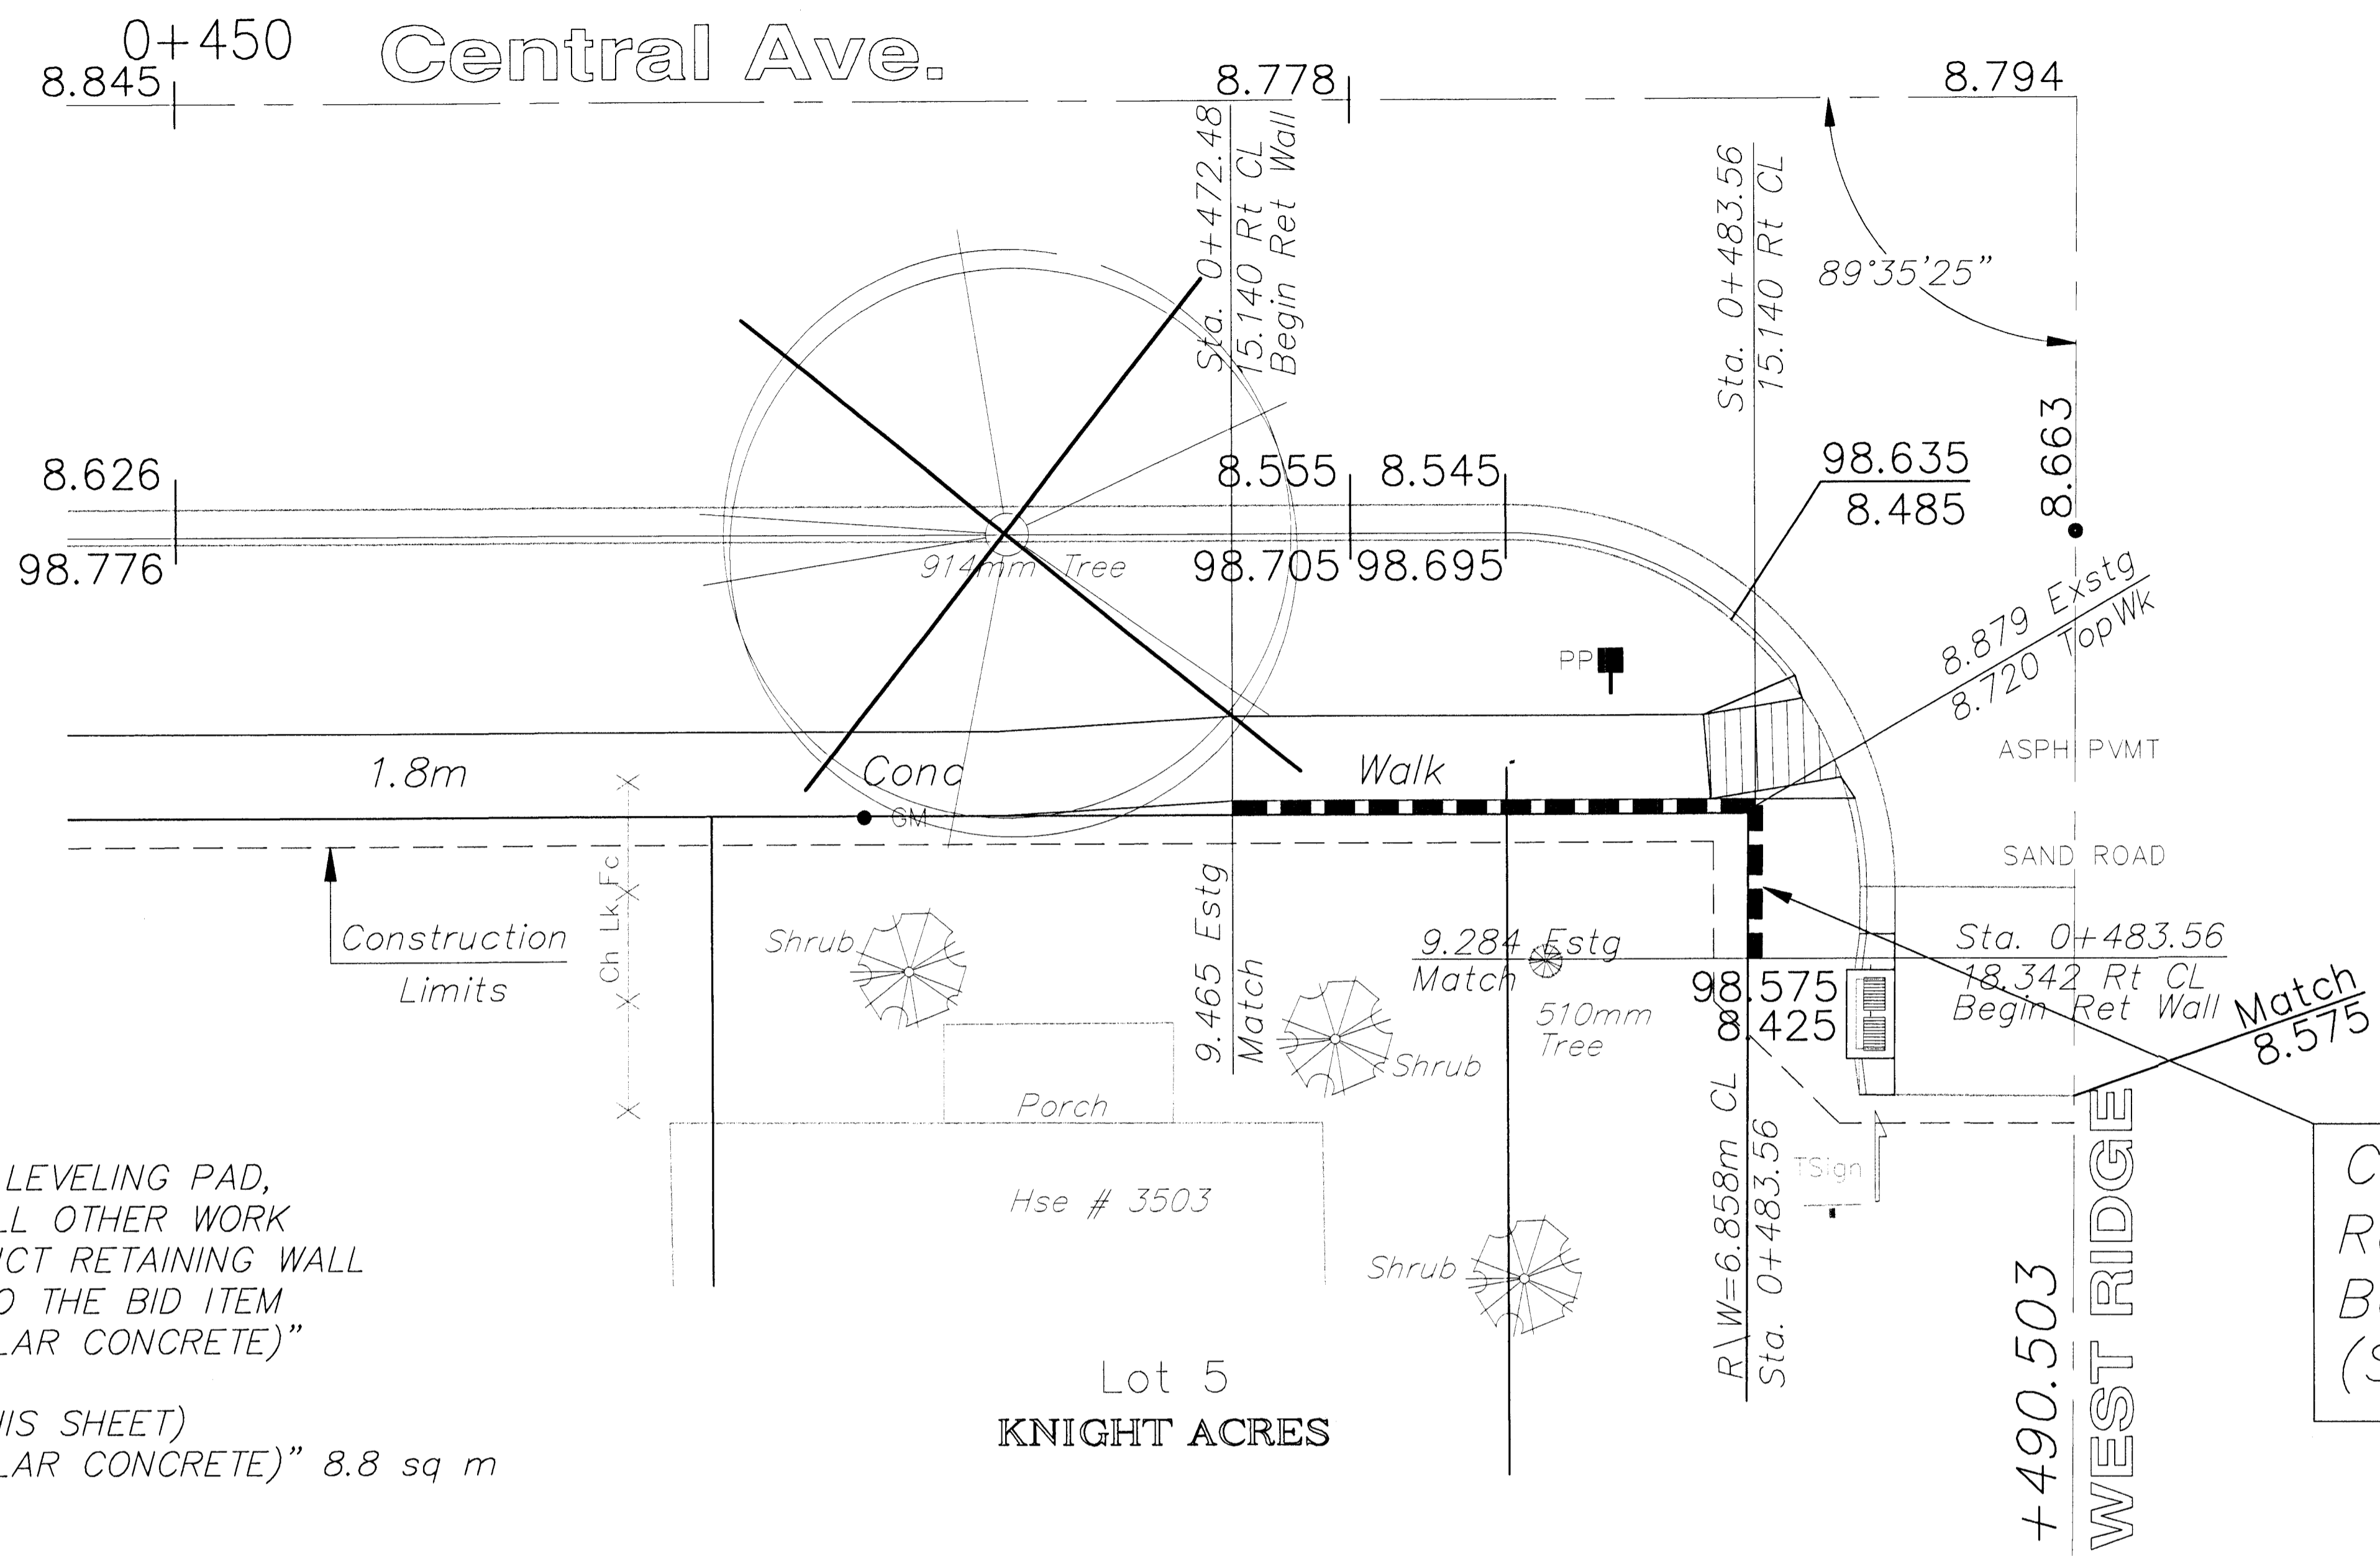 0+450
Central Ave.
8.845
8.778
8.794
Sta. 0+472.48
15.140 Rt CL
Begin Ret Wall
Sta. 0+483.56
15.140 Rt CL
89°35'25"
8.663
8.626
8.555
8.545
98.635
8.485
98.776
914mm Tree
98.705
98.695
8.879 Exstg
8.720 TopWk
PP
ASPH PVMT
1.8m
Conc
Walk
GM
SAND ROAD
Ch Lk Fc
Construction
Limits
Shrub
9.465 Estg
Match
9.284 Estg
Match
Sta. 0+483.56
18.342 Rt CL
Begin Ret Wall
98.575
8.425
510mm
Tree
Match
8.575
Shrub
Porch
R\W=6.858m CL
Sta. 0+483.56
TSign
Hse # 3503
Shrub
LEVELING PAD,
OTHER WORK
RETAINING WALL
THE BID ITEM
CONCRETE)"
SHEET)
CONCRETE)" 8.8 sq m
Lot 5
KNIGHT ACRES
+490.503
WEST RIDGE